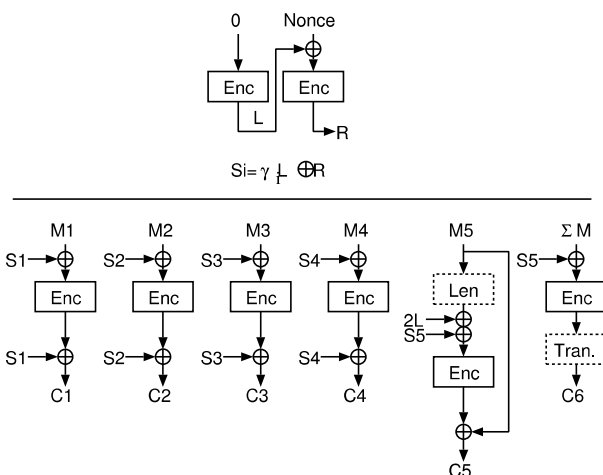 0 Nonce
Enc Enc
L
R
Si= γ i L ⊕R
M1 M2 M3 M4 M5 Σ M
S1 S2 S3 S4 S5
Enc Enc Enc Enc Len Enc
2L
S5
S1 S2 S3 S4 Enc Tran.
C1 C2 C3 C4 C6
C5